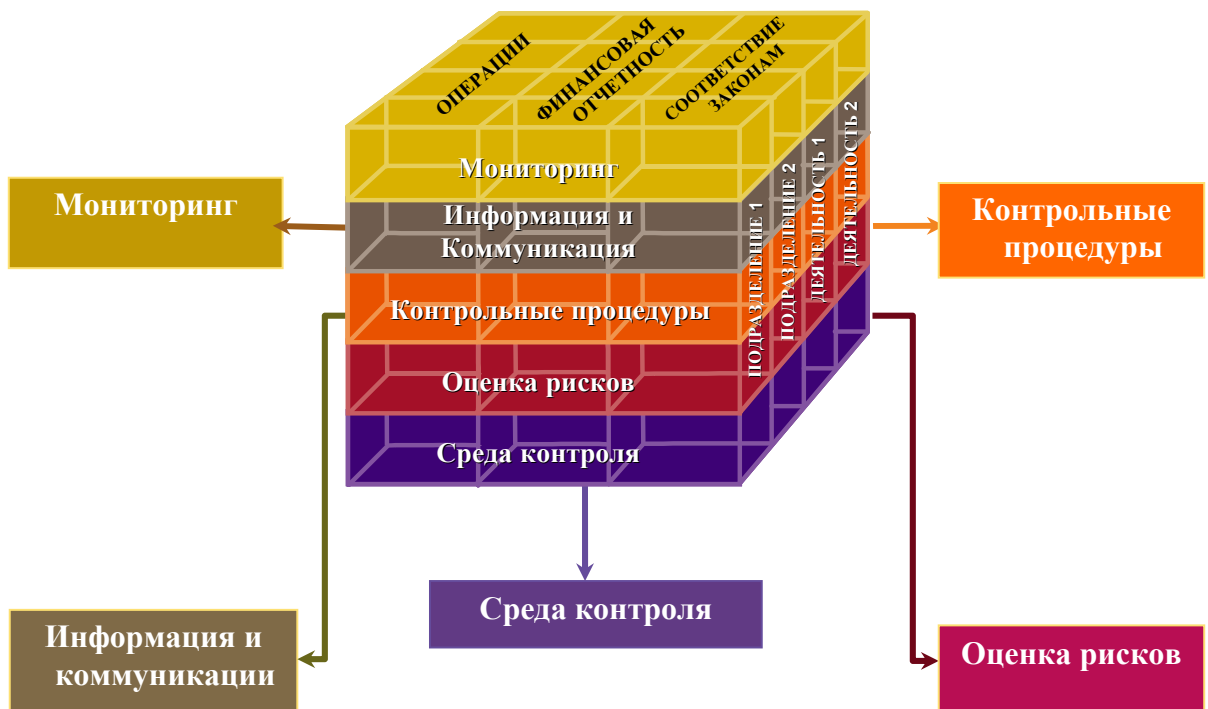 ОПЕРАЦИИ
ФИНАНСОВАЯ
ОТЧЕТНОСТЬ
СООТВЕТСТВИЕ
ЗАКОНАМ
Мониторинг
Информация и
Коммуникация
Контрольные процедуры
Оценка рисков
Среда контроля
ПОДРАЗДЕЛЕНИЕ 1
ПОДРАЗДЕЛЕНИЕ 2
ДЕЯТЕЛЬНОСТЬ 1
ДЕЯТЕЛЬНОСТЬ 2
Мониторинг
Контрольные
процедуры
Среда контроля
Информация и
коммуникации
Оценка рисков